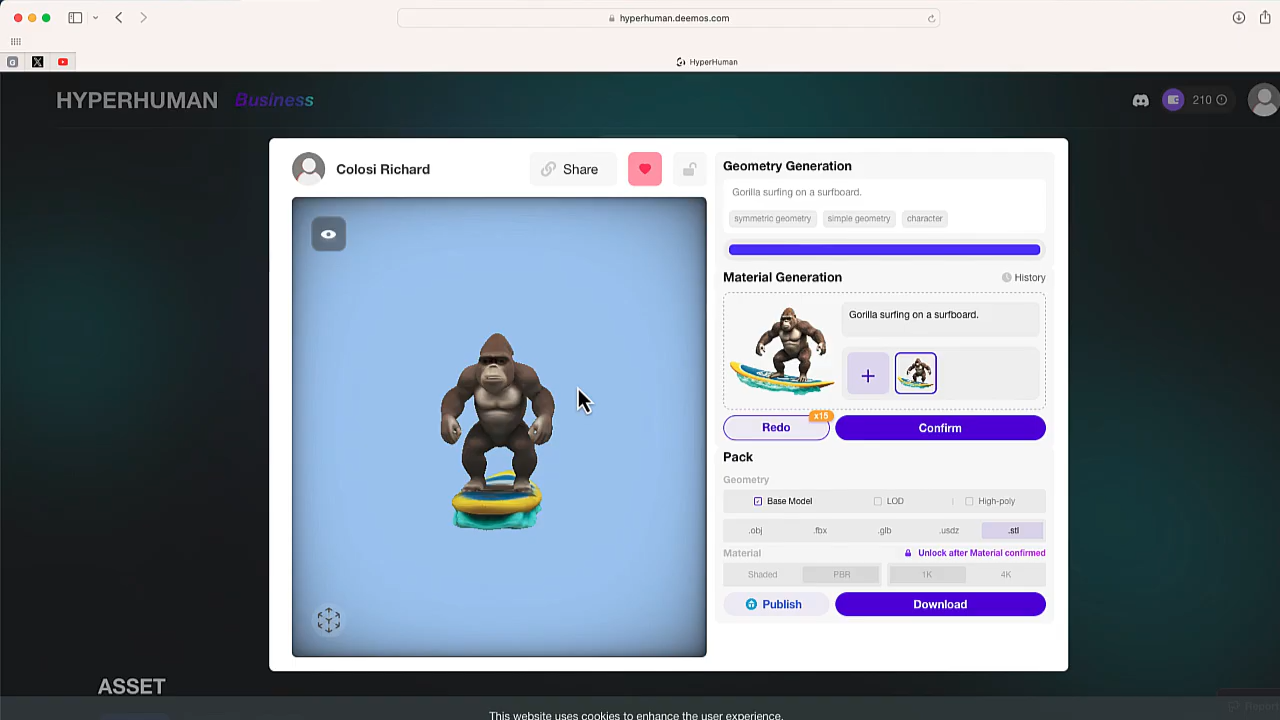 hyperhuman.deemos.com
HyperHuman
HYPERHUMAN Business
210
Colosi Richard
Share
Geometry Generation
Gorilla surfing on a surfboard.
symmetric geometry simple geometry character
Material Generation
History
Gorilla surfing on a surfboard.
x15
Redo
Confirm
Pack
Geometry
Base Model LOD High-poly
.obj .fbx .glb .usdz .stl
Material
Unlock after Material confirmed
Shaded PBR 1K 4K
Publish
Download
ASSET
Report
This website uses cookies to enhance the user experience.